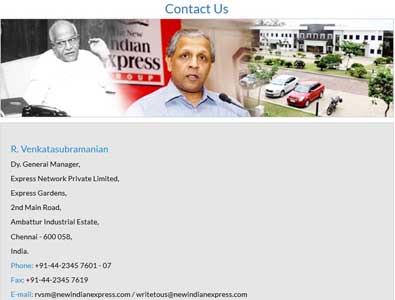 Contact Us
The New
Indian
Express
GROUP
R. Venkatasubramanian
Dy. General Manager,
Express Network Private Limited,
Express Gardens,
2nd Main Road,
Ambattur Industrial Estate,
Chennai - 600 058,
India.
Phone: +91-44-2345 7601 - 07
Fax: +91-44-2345 7619
E-mail: rvsm@newindianexpress.com / writetous@newindianexpress.com